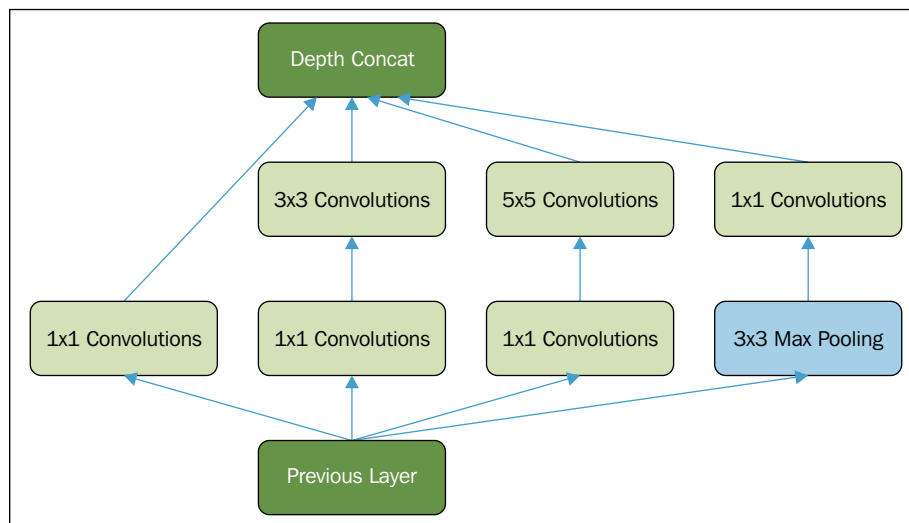 Depth Concat
3x3 Convolutions
5x5 Convolutions
1x1 Convolutions
1x1 Convolutions
1x1 Convolutions
1x1 Convolutions
3x3 Max Pooling
Previous Layer